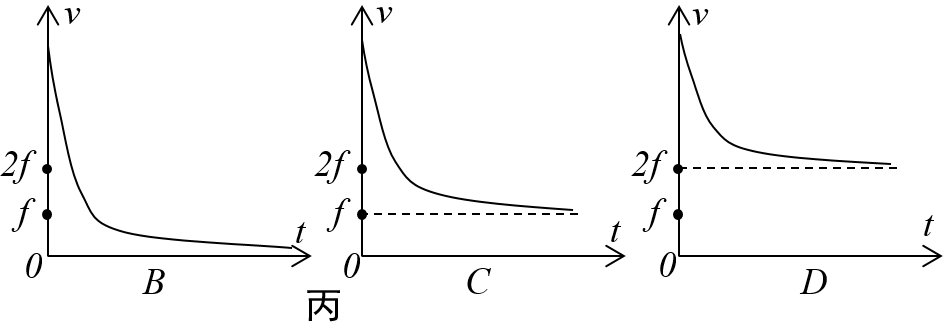 v v v
2f 2f 2f
f f f
t t t
0 0 0
B C D
丙